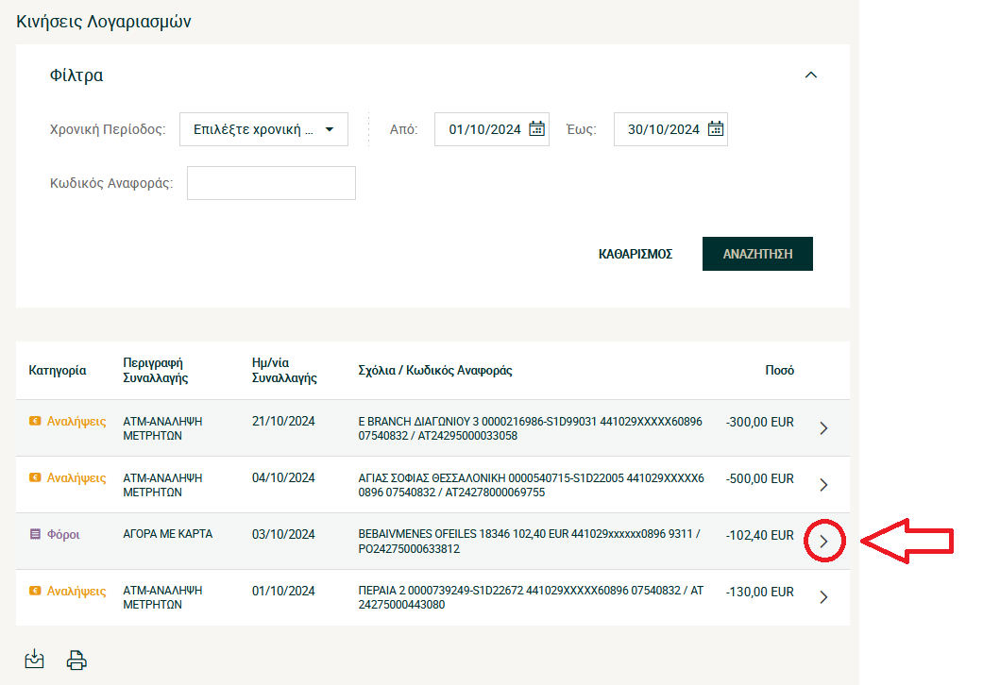 Κινήσεις Λογαριασμών
Φίλτρα
Χρονική Περίοδος: Επιλέξτε χρονική ... Από: 01/10/2024 Έως: 30/10/2024
Κωδικός Αναφοράς:
ΚΑΘΑΡΙΣΜΟΣ ΑΝΑΖΗΤΗΣΗ
Κατηγορία Περιγραφή Συναλλαγής Ημ/νία Συναλλαγής Σχόλια / Κωδικός Αναφοράς Ποσό
Αναλήψεις ΑΤΜ-ΑΝΑΛΗΨΗ 21/10/2024 E BRANCH ΔΙΑΓΩΝΙΟΥ 3 0000216986-S1D99031 441029XXXXX60896 -300,00 EUR
ΜΕΤΡΗΤΩΝ 07540832 / AT24295000033058
Αναλήψεις ΑΤΜ-ΑΝΑΛΗΨΗ 04/10/2024 ΑΓΙΑΣ ΣΟΦΙΑΣ ΘΕΣΣΑΛΟΝΙΚΗ 0000540715-S1D22005 441029XXXXX6 -500,00 EUR
ΜΕΤΡΗΤΩΝ 0896 07540832 / AT24278000069755
Φόροι ΑΓΟΡΑ ΜΕ ΚΑΡΤΑ 03/10/2024 BEBAIVMENES OFEILES 18346 102,40 EUR 441029xxxxxx0896 9311 / -102,40 EUR
PO24275000633812
Αναλήψεις ΑΤΜ-ΑΝΑΛΗΨΗ 01/10/2024 ΠΕΡΑΙΑ 2 0000739249-S1D22672 441029XXXXX60896 07540832 / AT -130,00 EUR
ΜΕΤΡΗΤΩΝ 24275000443080